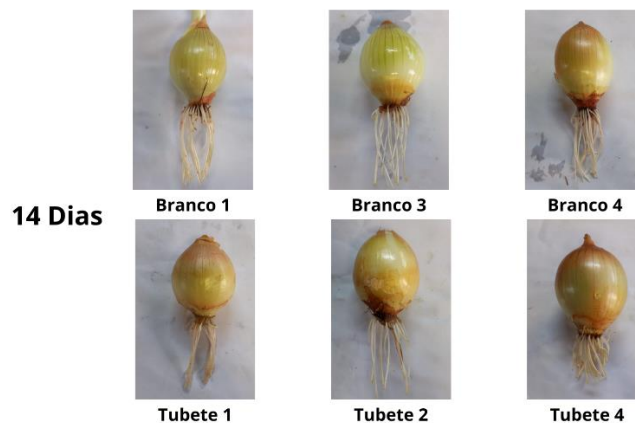 Branco 1
Branco 3
Branco 4
14 Dias
Tubete 1
Tubete 2
Tubete 4